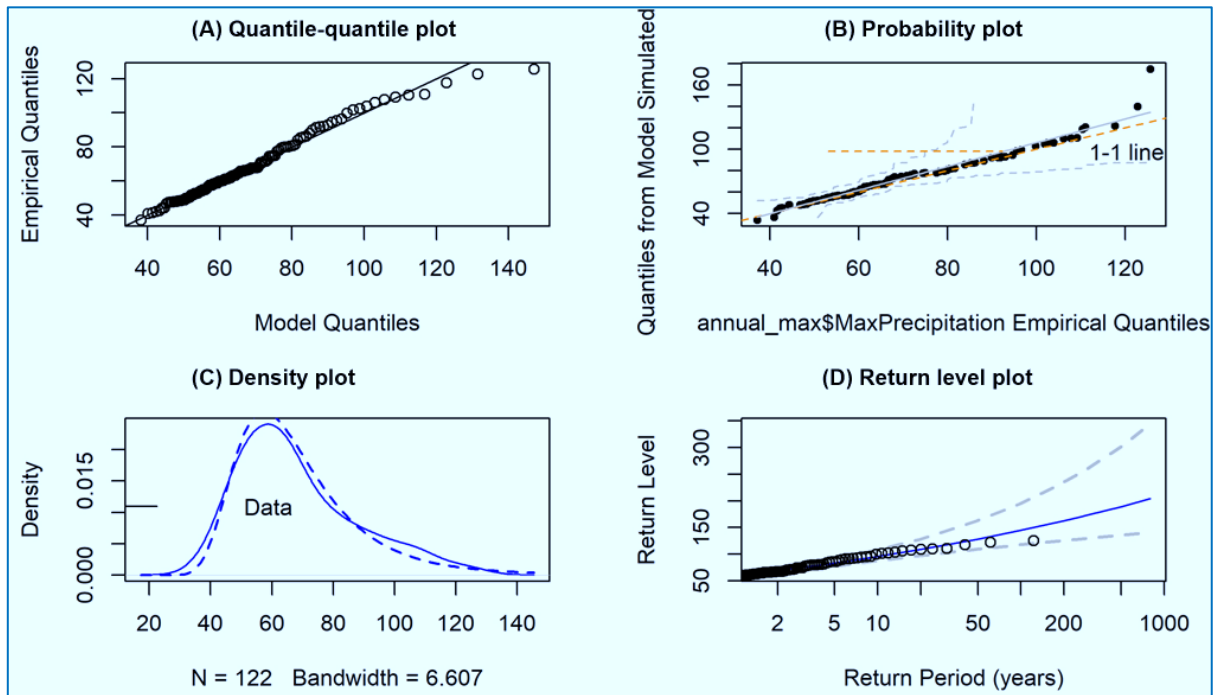 (A) Quantile-quantile plot
Empirical Quantiles
120
80
40
40 60 80 100 120 140
Model Quantiles
(B) Probability plot
Quantiles from Model Simulated
160
100
40
1-1 line
40 60 80 100 120
annual_max$MaxPrecipitation Empirical Quantiles
(C) Density plot
Density
0.015
0.000
Data
20 40 60 80 100 120 140
N = 122 Bandwidth = 6.607
(D) Return level plot
Return Level
300
150
50
2 5 10 50 200 1000
Return Period (years)